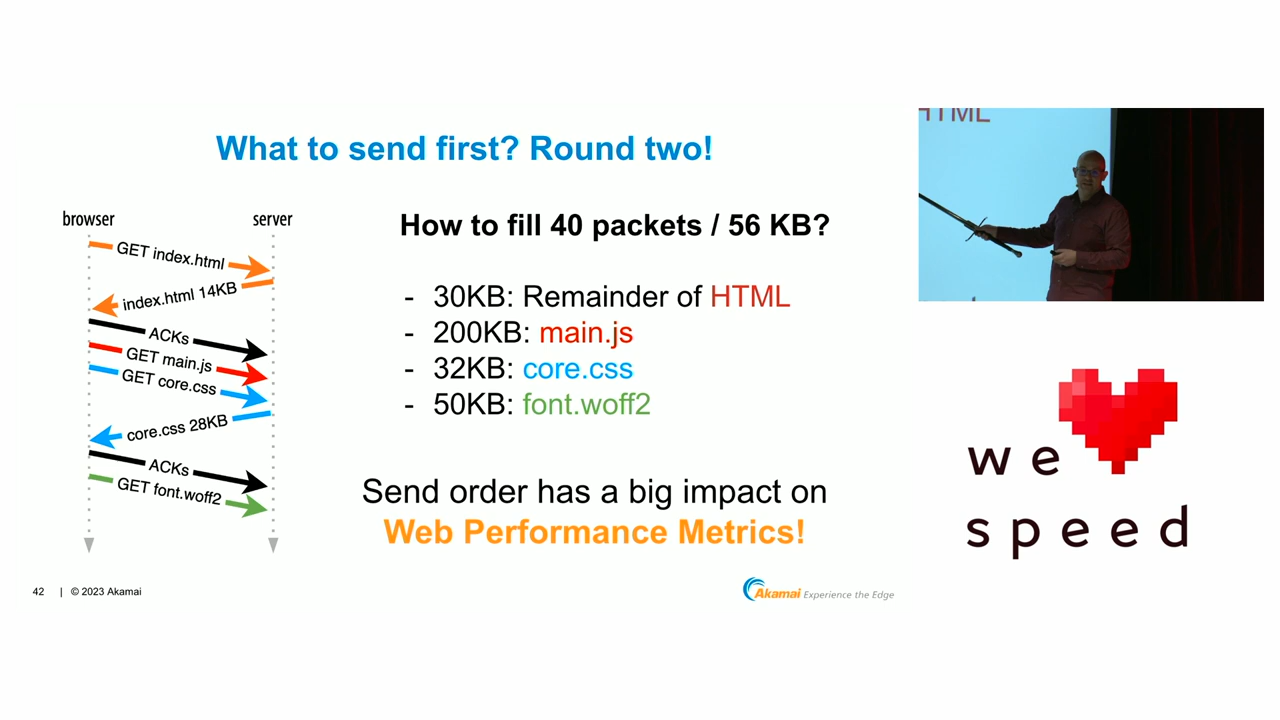 What to send first? Round two!
browser
server
GET index.html
index.html 14KB
ACKs
GET main.js
GET core.css
core.css 28KB
ACKs
GET font.woff2
How to fill 40 packets / 56 KB?
- 30KB: Remainder of HTML
- 200KB: main.js
- 32KB: core.css
- 50KB: font.woff2
Send order has a big impact on
Web Performance Metrics!
42 | © 2023 Akamai
Akamai Experience the Edge
HTML
we
speed